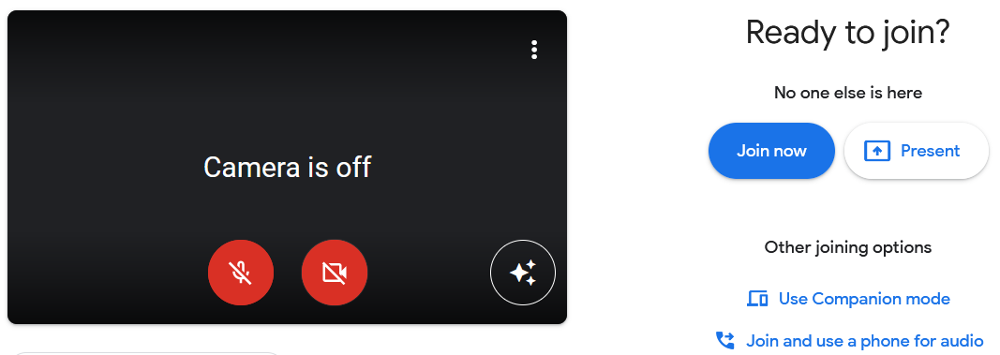 Camera is off
Ready to join?
No one else is here
Join now
Present
Other joining options
Use Companion mode
Join and use a phone for audio